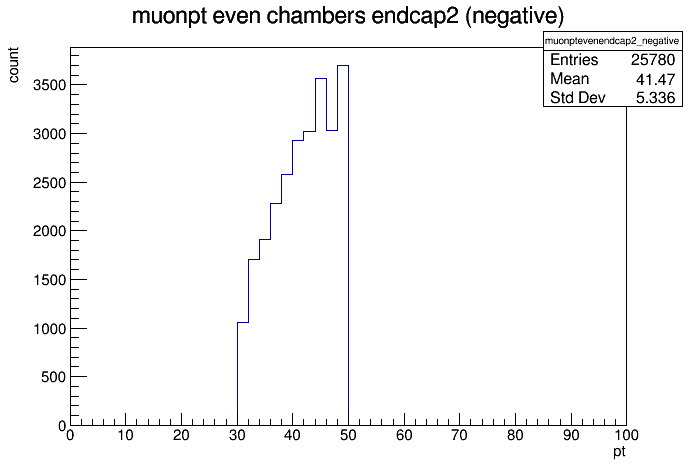 muonpt even chambers endcap2 (negative)
muonptevenendcap2_negative
Entries 25780
Mean 41.47
Std Dev 5.336
count
3500
3000
2500
2000
1500
1000
500
0
0 10 20 30 40 50 60 70 80 90 100
pt